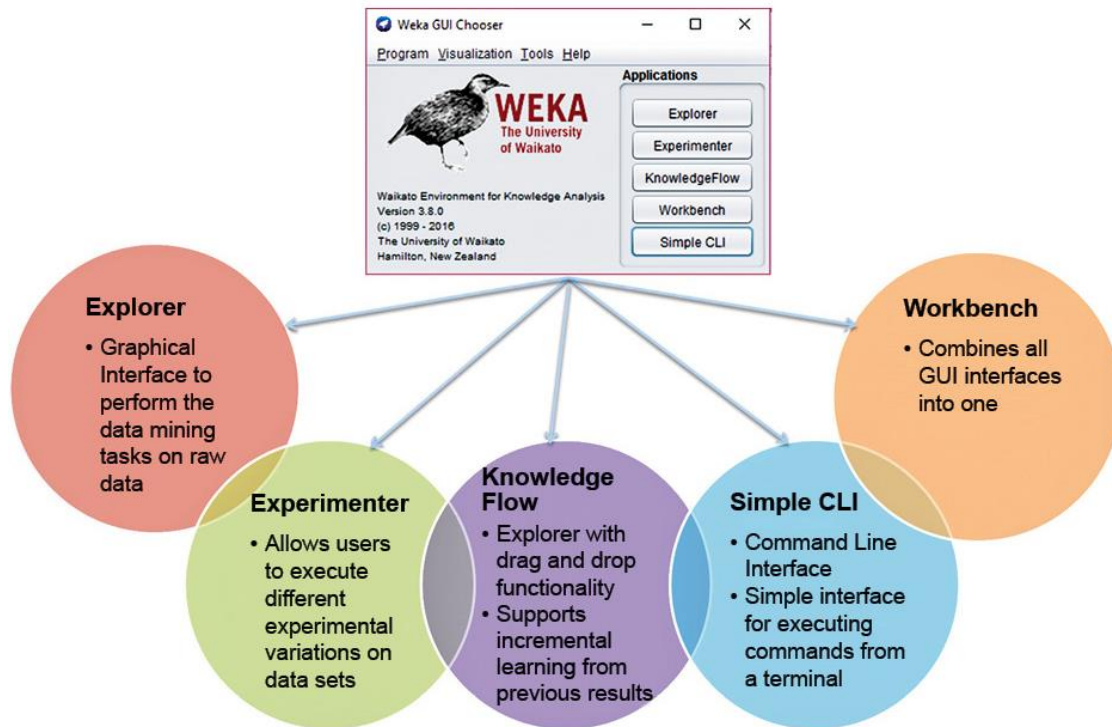 Weka GUI Chooser
Program Visualization Tools Help
WEKA
The University
of Waikato
Waikato Environment for Knowledge Analysis
Version 3.8.0
(c) 1999 - 2016
The University of Waikato
Hamilton, New Zealand
Applications
Explorer
Experimenter
KnowledgeFlow
Workbench
Simple CLI
Explorer
• Graphical
Interface to
perform the
data mining
tasks on raw
data
Experimenter
• Allows users
to execute
different
experimental
variations on
data sets
Knowledge
Flow
• Explorer with
drag and drop
functionality
• Supports
incremental
learning from
previous results
Simple CLI
• Command Line
Interface
• Simple interface
for executing
commands from
a terminal
Workbench
• Combines all
GUI interfaces
into one